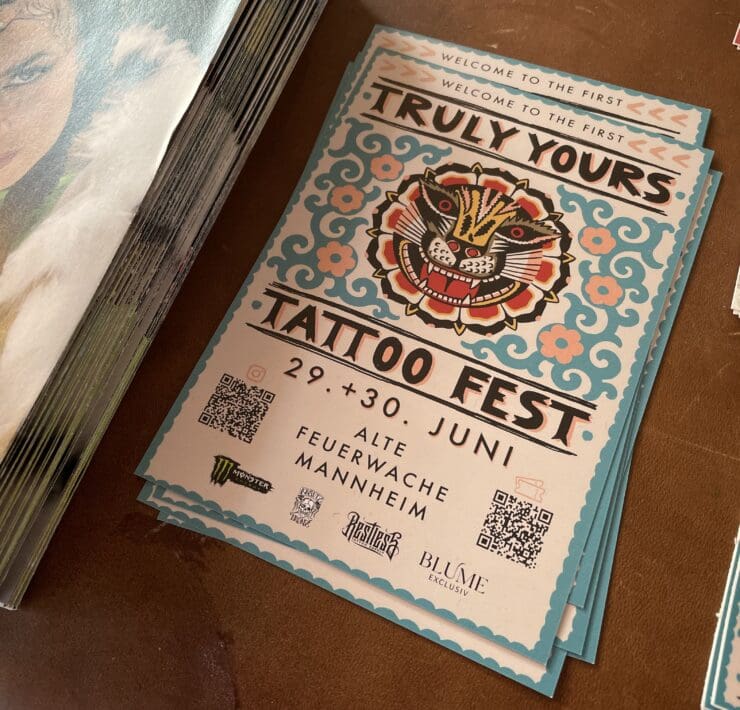 WELCOME TO THE FIRST
WELCOME TO THE FIRST
TRULY YOURS
TATTOO FEST
29.+30. JUNI
ALTE
FEUERWACHE
MANNHEIM
MONSTER
RESTLESS
BLUME
EXCLUSIV